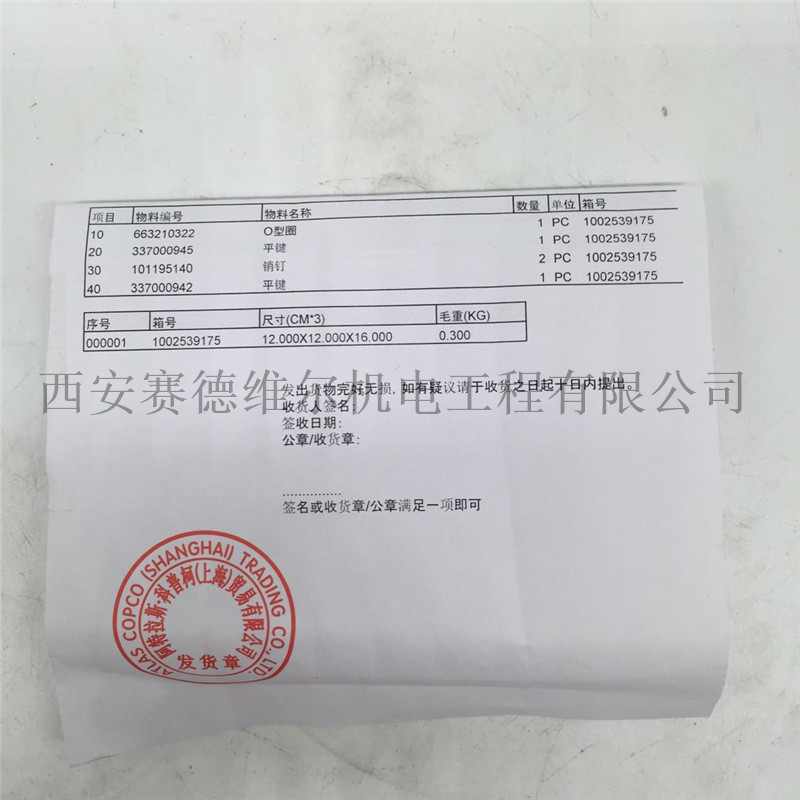 项目 物料编号 物料名称 数量 单位 箱号
10 663210322 O型圈 1 PC 1002539175
20 337000945 平键 1 PC 1002539175
30 101195140 销钉 2 PC 1002539175
40 337000942 平键 1 PC 1002539175
序号 箱号 尺寸(CM*3) 毛重(KG)
000001 1002539175 12.000X12.000X16.000 0.300
发出货物完好无损, 如有疑议请于收货之日起十日内提出。
西安赛德维尔机电工程有限公司
收货人签名:
签收日期:
公章/收货章:
...............
签名或收货章/公章满足一项即可
ATLAS COPCO (SHANGHAI) TRADING CO., LTD.
阿特拉斯·科普柯(上海)贸易有限公司
发货章